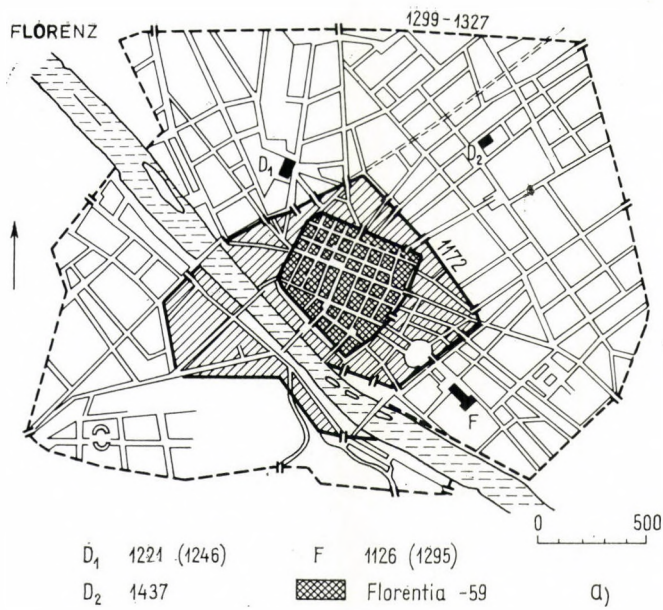 1299-1327
FLORENZ
D1
D2
1172
F
0 500
D1 1221 (1246) F 1126 (1295)
D2 1437 Florentia -59 a)